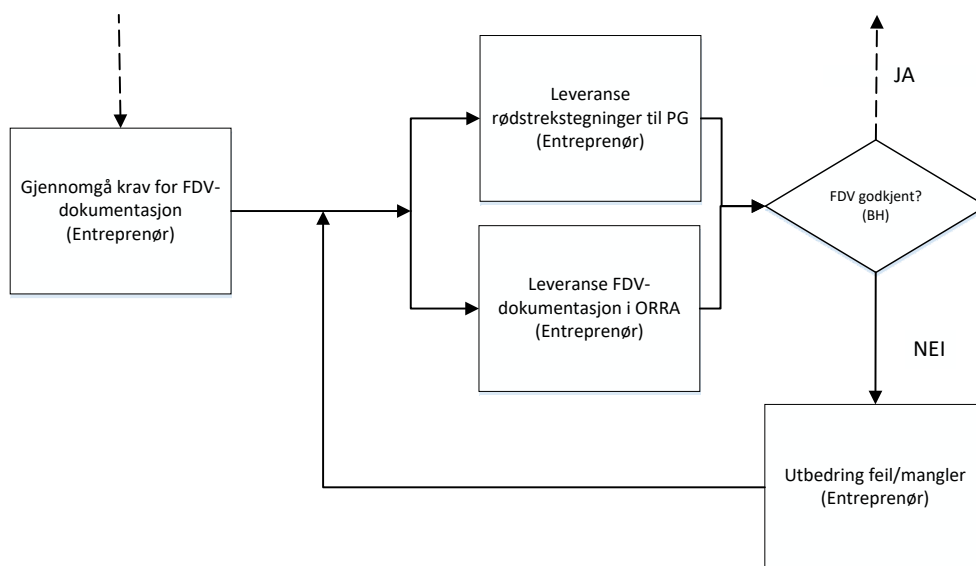 Gjennomgå krav for FDV-
dokumentasjon
(Entreprenør)
Leveranse
rødstrekstegninger til PG
(Entreprenør)
Leveranse FDV-
dokumentasjon i ORRA
(Entreprenør)
JA
FDV godkjent?
(BH)
NEI
Utbedring feil/mangler
(Entreprenør)